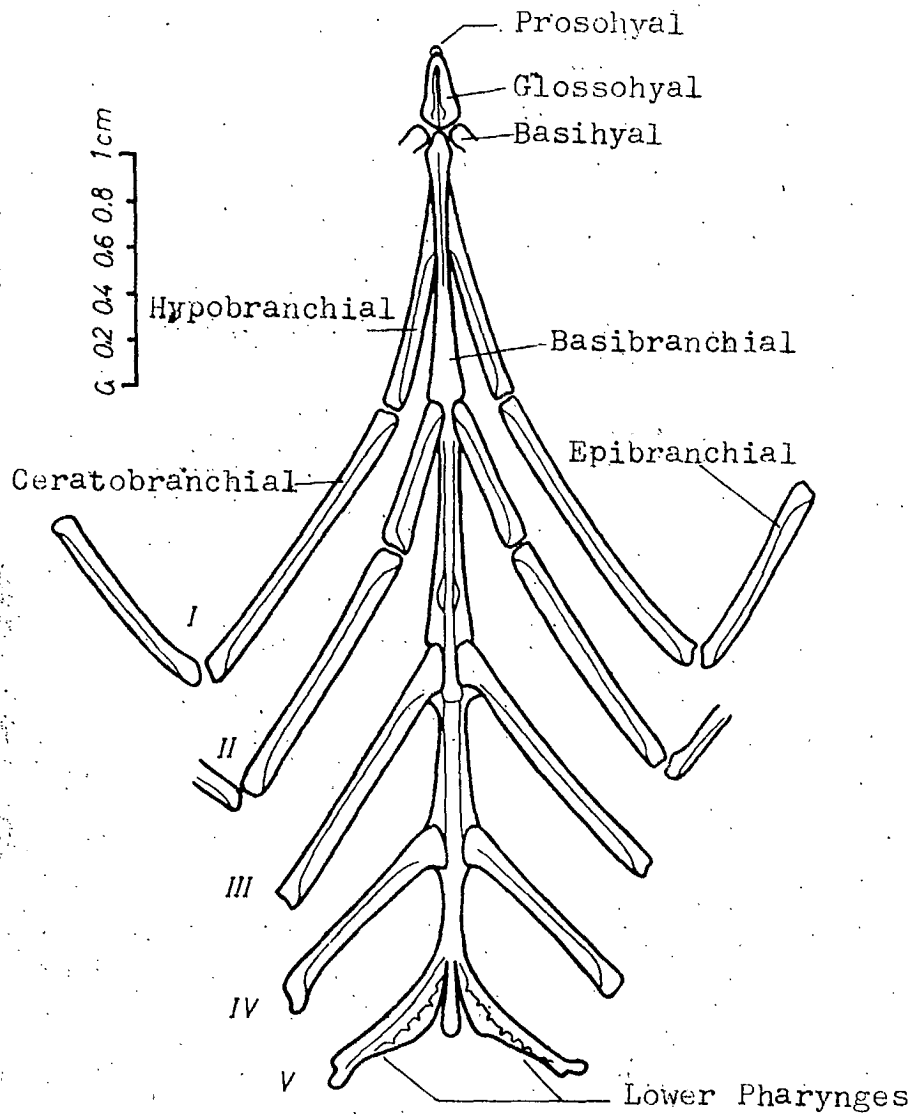 Prosohyal
Glossohyal
Basihyal
1cm
0.8
0.6
0.4
0.2
0
Hypobranchial
Basibranchial
Ceratobranchial
Epibranchial
I
II
III
IV
V
Lower Pharynges